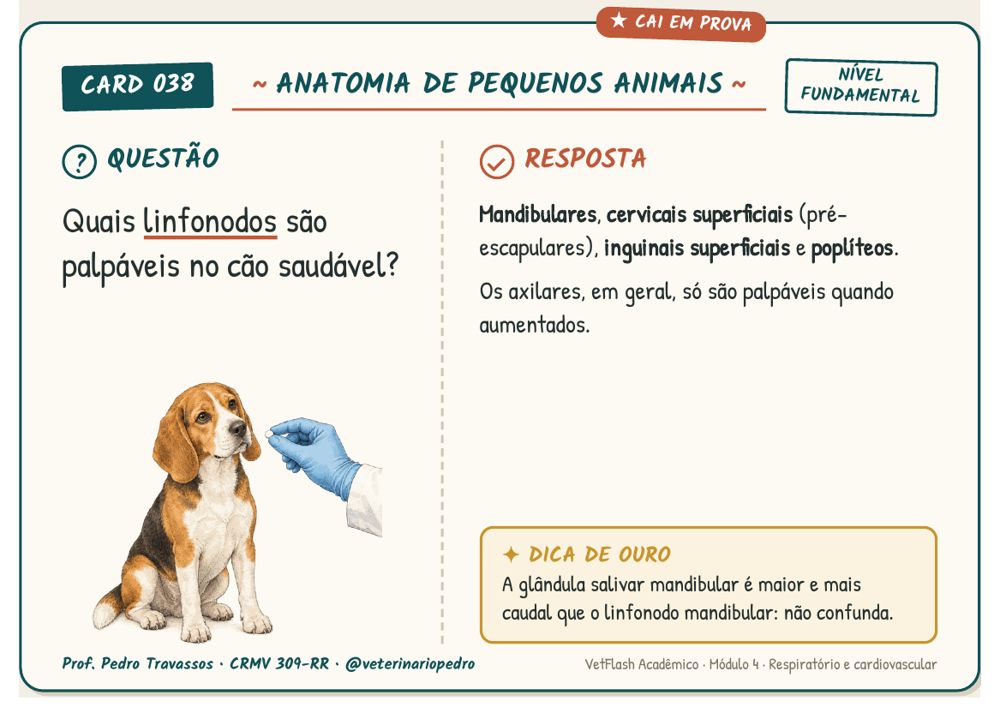 ★ CAI EM PROVA
CARD 038
~ ANATOMIA DE PEQUENOS ANIMAIS ~
NÍVEL
FUNDAMENTAL
? QUESTÃO
Quais linfonodos são
palpáveis no cão saudável?
RESPOSTA
Mandibulares, cervicais superficiais (pré-
escapulares), inguinais superficiais e poplíteos.
Os axilares, em geral, só são palpáveis quando
aumentados.
✦ DICA DE OURO
A glândula salivar mandibular é maior e mais
caudal que o linfonodo mandibular: não confunda.
Prof. Pedro Travassos · CRMV 309-RR · @veterinariopedro
VetFlash Acadêmico · Módulo 4 · Respiratório e cardiovascular